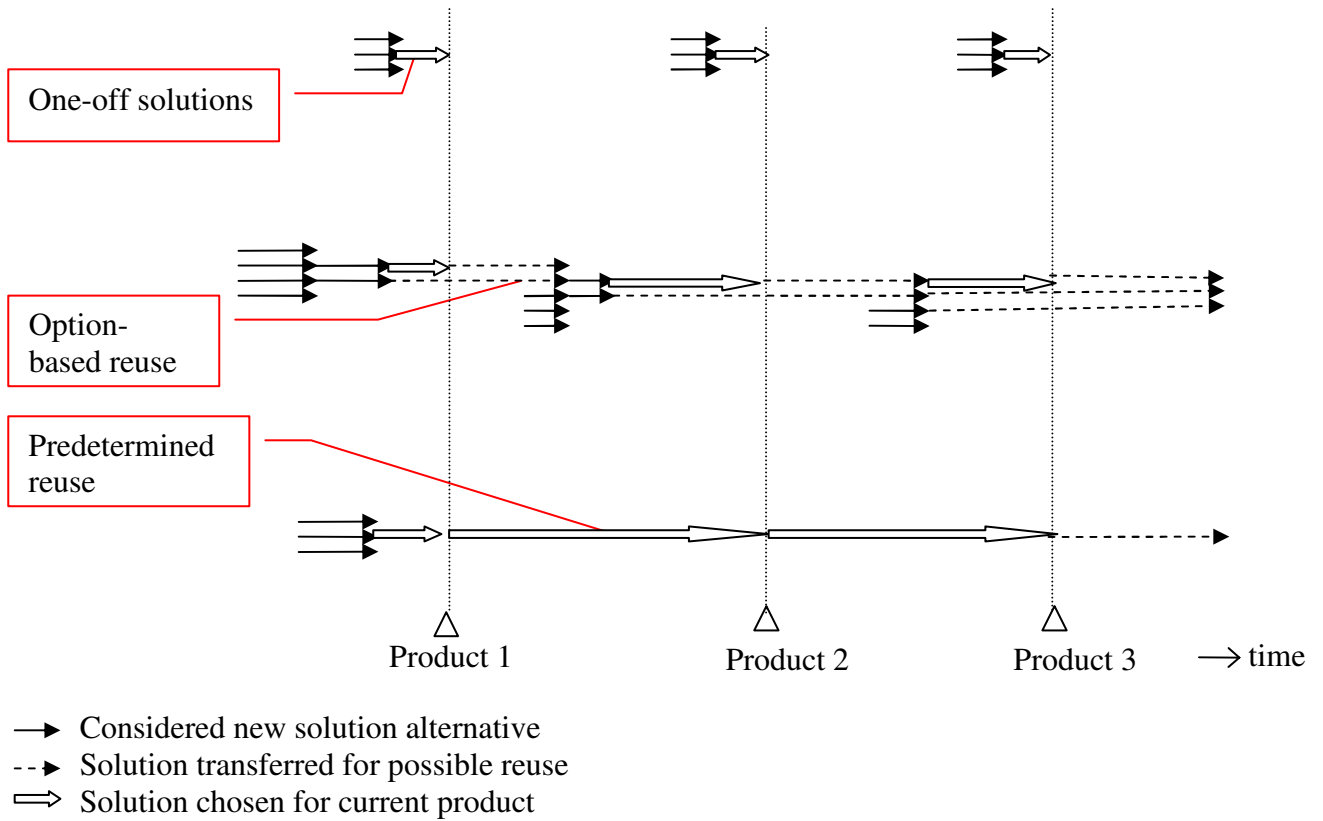 One-off solutions
Option-
based reuse
Predetermined
reuse
Product 1
Product 2
Product 3
time
Considered new solution alternative
Solution transferred for possible reuse
Solution chosen for current product